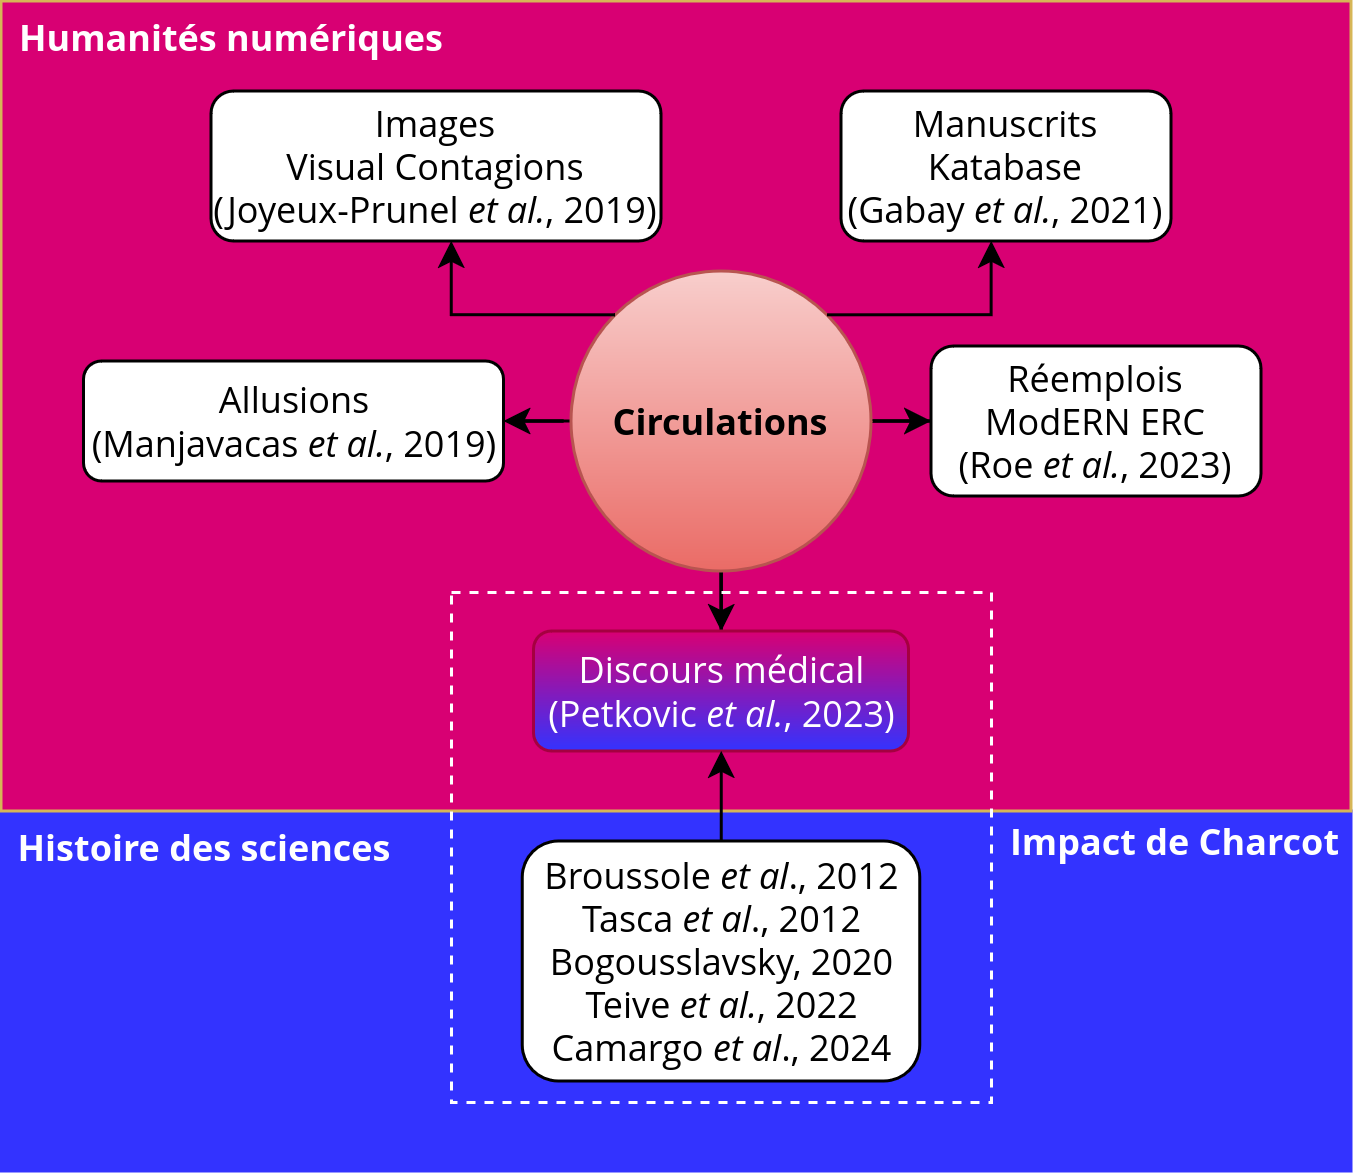 Humanités numériques
Images
Visual Contagions
(Joyeux-Prunel et al., 2019)
Manuscrits
Katabase
(Gabay et al., 2021)
Allusions
(Manjavacas et al., 2019)
Circulations
Réemplois
ModERN ERC
(Roe et al., 2023)
Discours médical
(Petkovic et al., 2023)
Histoire des sciences
Impact de Charcot
Broussole et al., 2012
Tasca et al., 2012
Bogousslavsky, 2020
Teive et al., 2022
Camargo et al., 2024